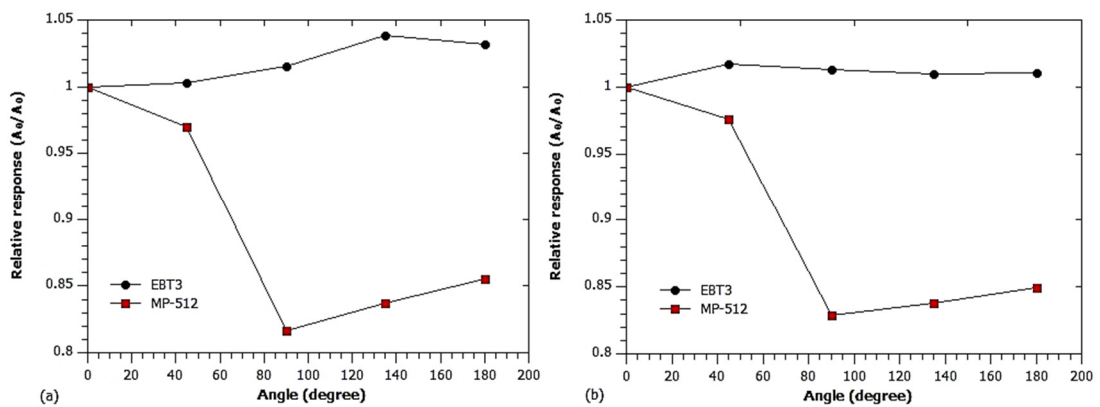 1.05
1
0.95
0.9
0.85
0.8
Relative response (Aθ/A0)
EBT3
MP-512
0 20 40 60 80 100 120 140 160 180 200
Angle (degree)
(a)
1.05
1
0.95
0.9
0.85
0.8
Relative response (Aθ/A0)
EBT3
MP-512
0 20 40 60 80 100 120 140 160 180 200
Angle (degree)
(b)